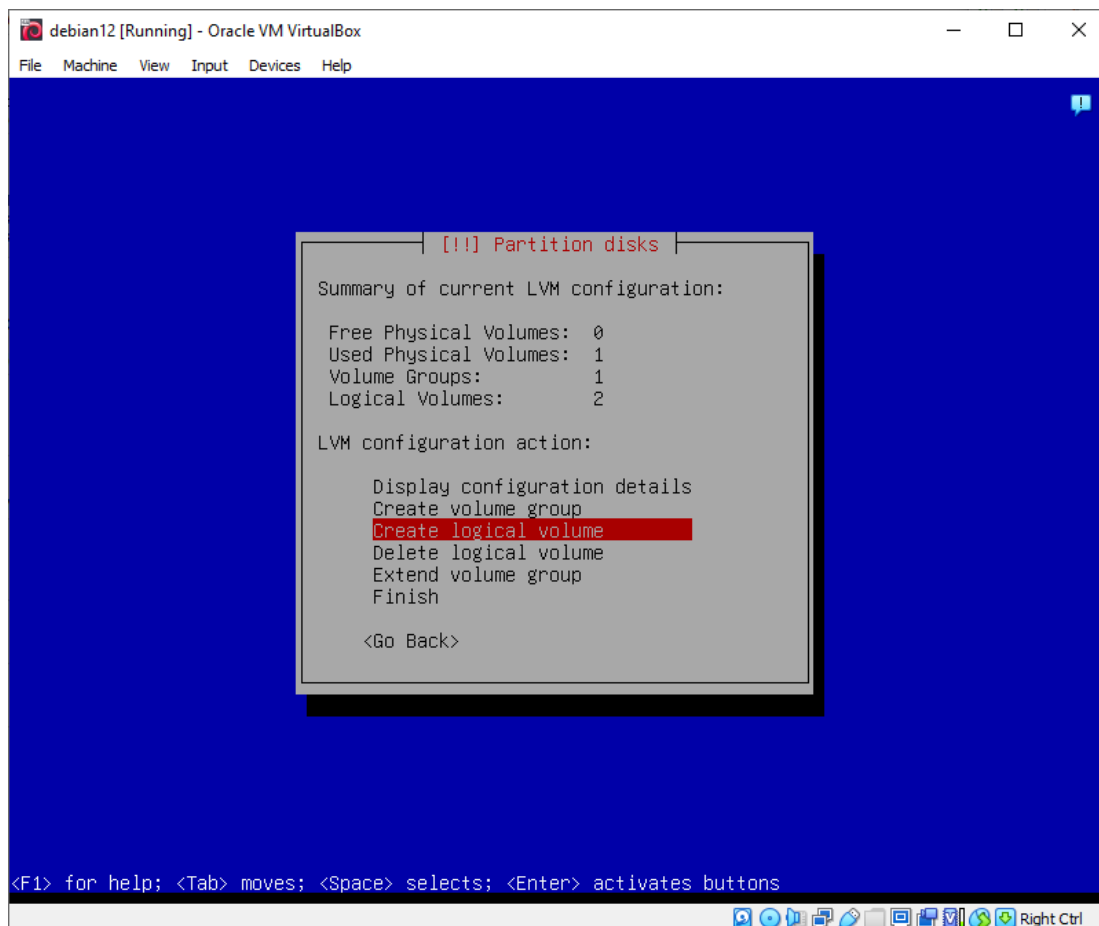 debian12 [Running] - Oracle VM VirtualBox
File Machine View Input Devices Help
[!!] Partition disks
Summary of current LVM configuration:
Free Physical Volumes: 0
Used Physical Volumes: 1
Volume Groups: 1
Logical Volumes: 2
LVM configuration action:
Display configuration details
Create volume group
Create logical volume
Delete logical volume
Extend volume group
Finish
<Go Back>
<F1> for help; <Tab> moves; <Space> selects; <Enter> activates buttons
Right Ctrl